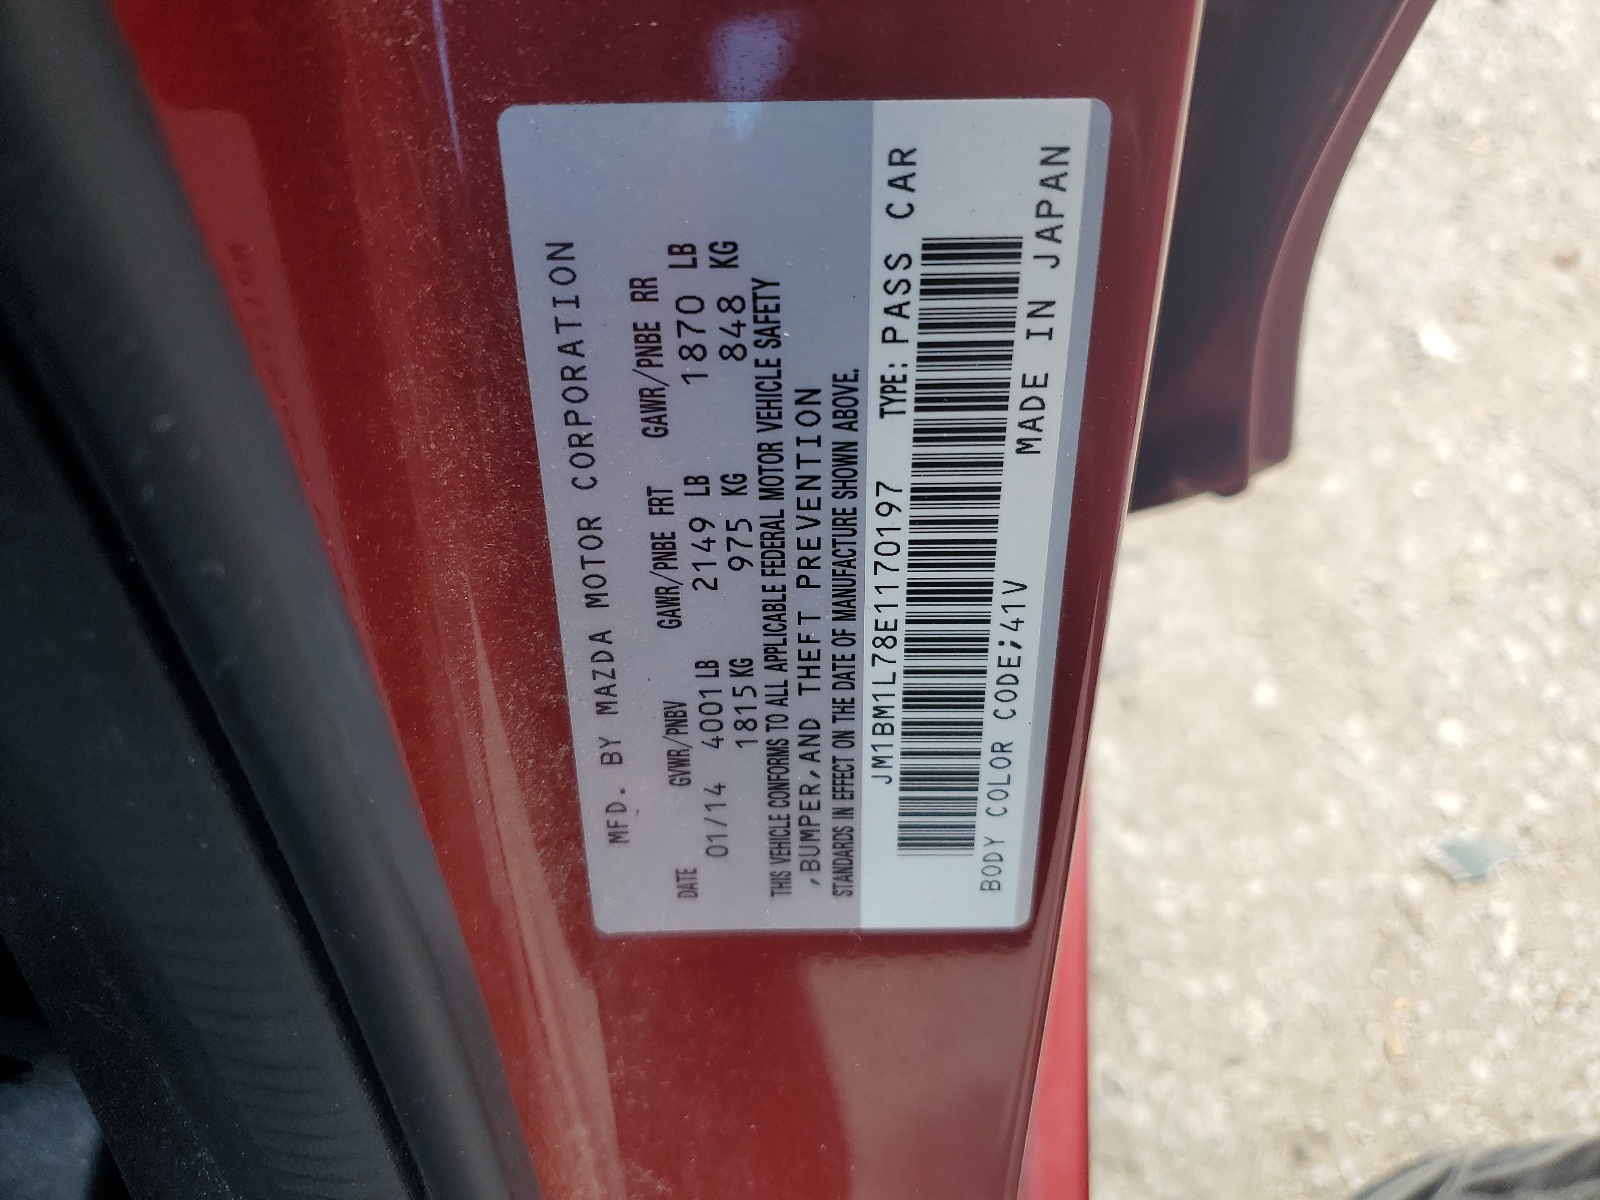 MFD. BY MAZDA MOTOR CORPORATION
DATE GVWR/PNBV GAWR/PNBE FRT GAWR/PNBE RR
01/14 4001 LB 2149 LB 1870 LB
1815 KG 975 KG 848 KG
THIS VEHICLE CONFORMS TO ALL APPLICABLE FEDERAL MOTOR VEHICLE SAFETY
,BUMPER,AND THEFT PREVENTION
STANDARDS IN EFFECT ON THE DATE OF MANUFACTURE SHOWN ABOVE.
JM1BM1L78E1170197 TYPE: PASS CAR
BODY COLOR CODE;41V MADE IN JAPAN